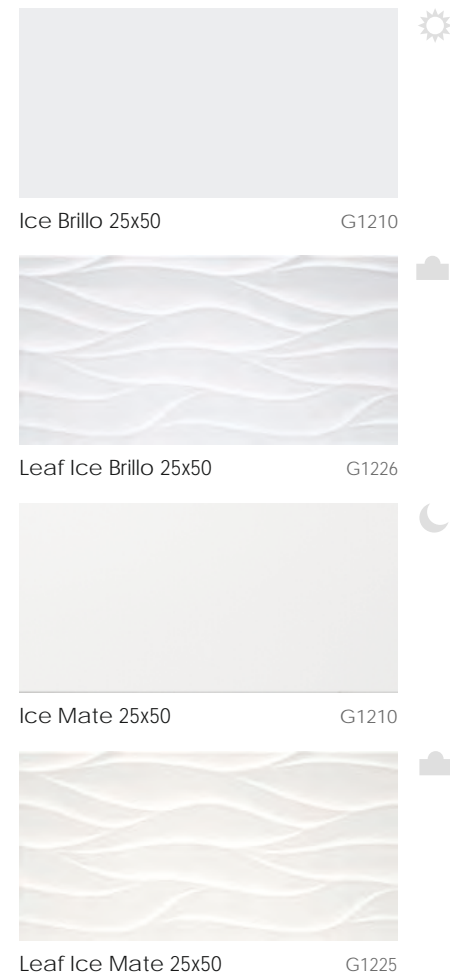 Ice Brillo 25x50 G1210
Leaf Ice Brillo 25x50 G1226
Ice Mate 25x50 G1210
Leaf Ice Mate 25x50 G1225